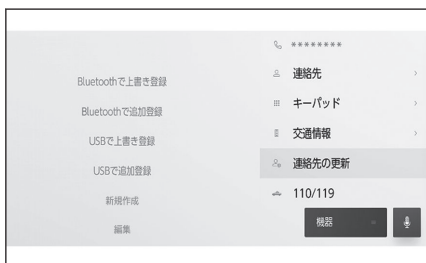 Bluetoothで上書き登録
Bluetoothで追加登録
USBで上書き登録
USBで追加登録
新規作成
編集
********
連絡先
キーパッド
交通情報
連絡先の更新
110/119
機器